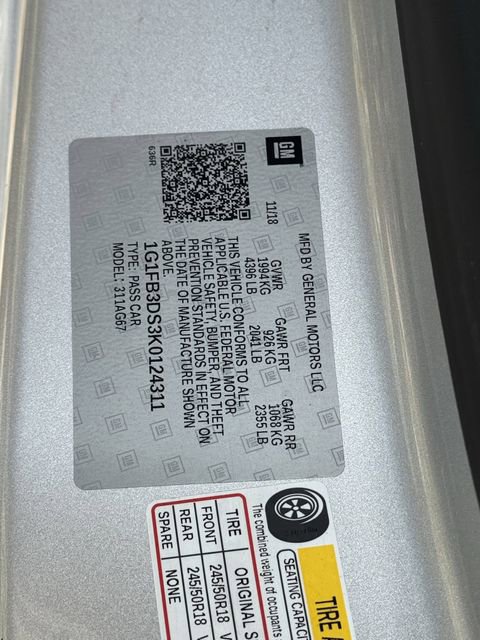 GM
MFD BY GENERAL MOTORS LLC
11/18 GVWR GAWR FRT GAWR RR
1994 KG 926 KG 1068 KG
4396 LB 2041 LB 2355 LB
THIS VEHICLE CONFORMS TO ALL
APPLICABLE U.S. FEDERAL MOTOR
VEHICLE SAFETY, BUMPER, AND THEFT
PREVENTION STANDARDS IN EFFECT ON
THE DATE OF MANUFACTURE SHOWN
ABOVE.
636R
1G1FB3DS3K0124311
TYPE: PASS CAR
MODEL: 311AG67
TIRE
SEATING CAPACI
The combined weight of occupants
TIRE ORIGINAL S
FRONT 245/50R18 V
REAR 245/50R18 V
SPARE NONE